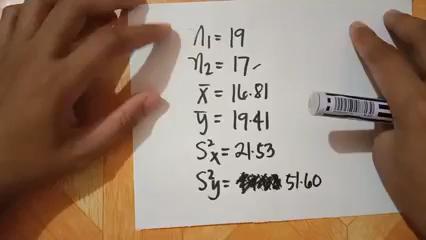 n1 = 19
n2 = 17
x̄ = 16.81
ȳ = 19.41
S²x = 21.53
S²y = 51.60